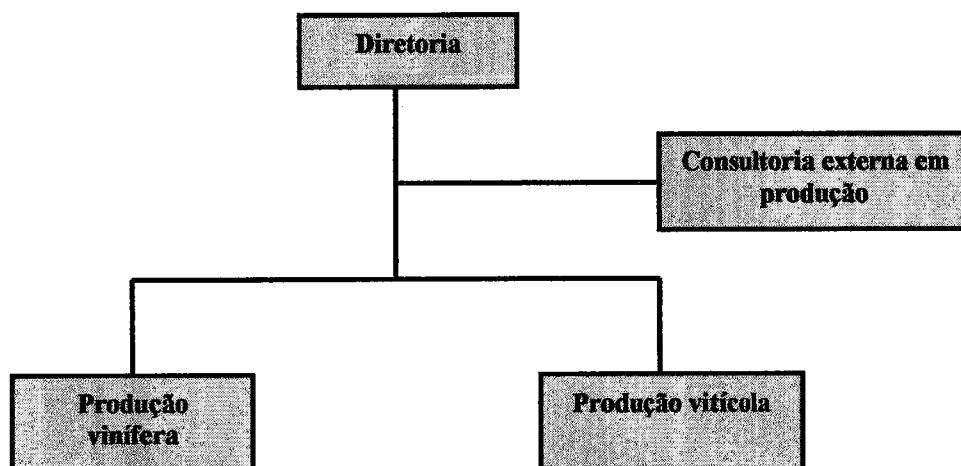 Diretoria
Consultoria externa em
produção
Produção
vinífera
Produção vitícola